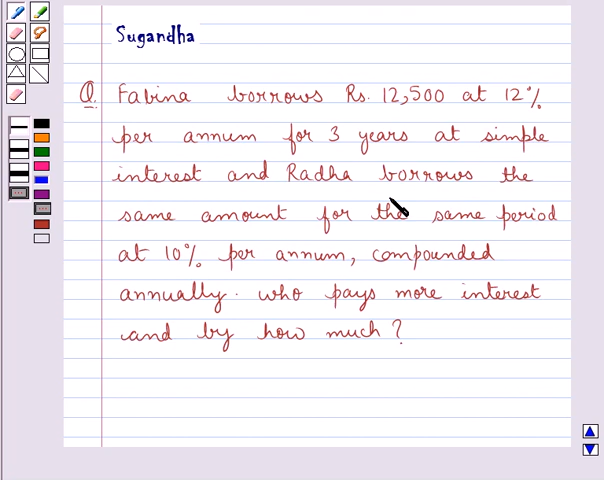 Sugandha
Q. Fabina borrows Rs. 12,500 at 12%
per annum for 3 years at simple
interest and Radha borrows the
same amount for the same period
at 10% per annum, compounded
annually. who pays more interest
and by how much?